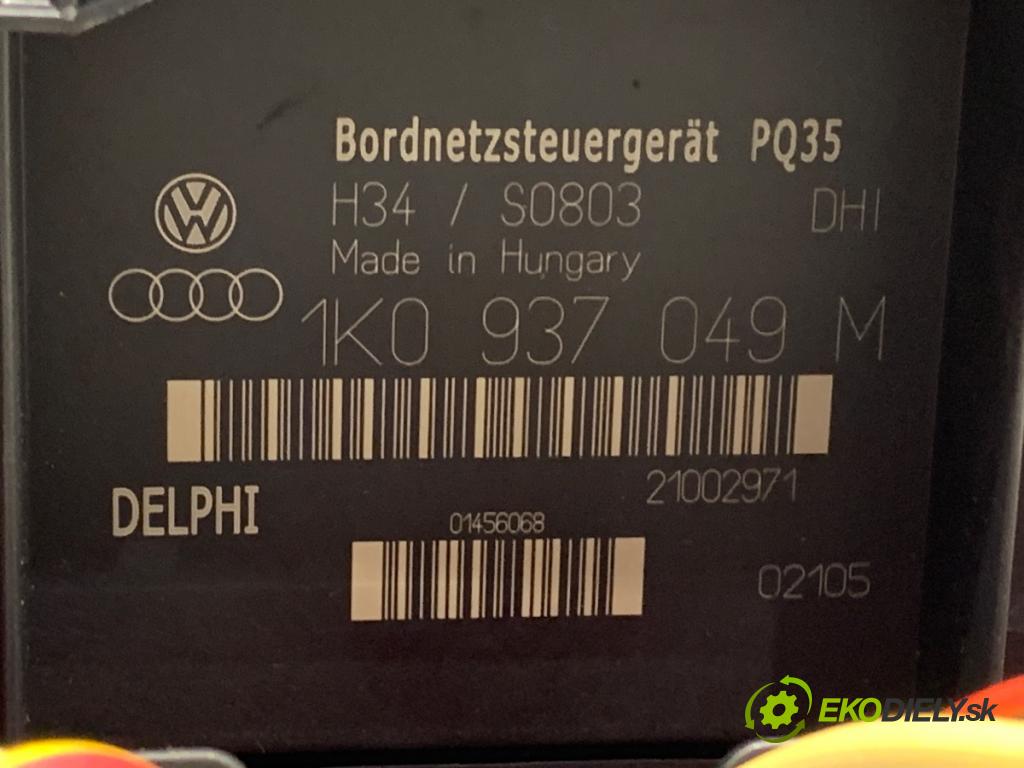 Bordnetzsteuergerät PQ35
H34 / S0803 DHI
Made in Hungary
1K0 937 049 M
21002971
DELPHI
01456068
02105
EKODIELY.sk